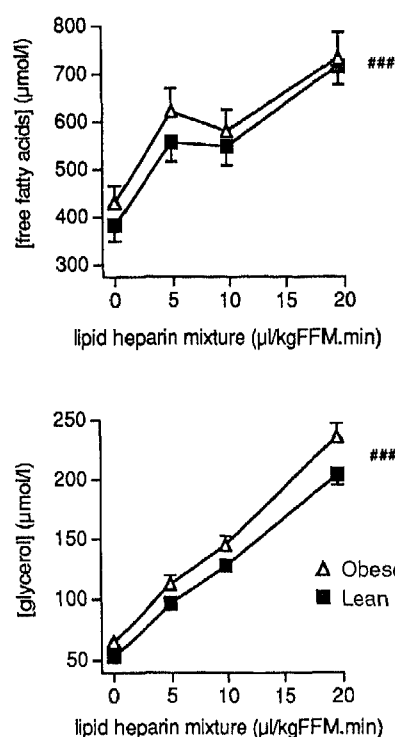 800
700
600
500
400
300
[free fatty acids] (μmol/l)
###
0 5 10 15 20
lipid heparin mixture (μl/kgFFM.min)
250
200
150
100
50
[glycerol] (μmol/l)
###
Obese
Lean
0 5 10 15 20
lipid heparin mixture (μl/kgFFM.min)